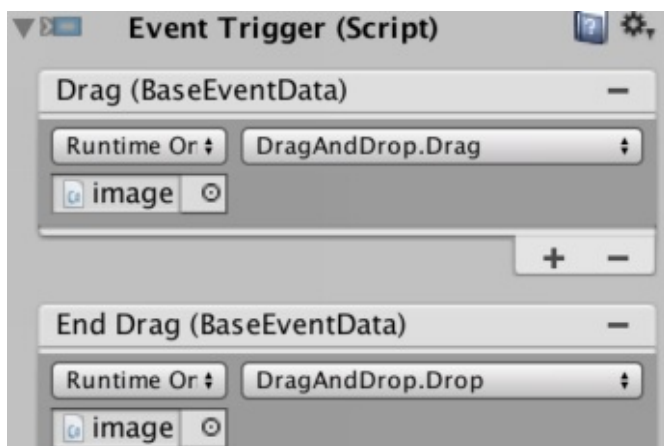 Event Trigger (Script)
Drag (BaseEventData)
Runtime Or DragAndDrop.Drag
image
End Drag (BaseEventData)
Runtime Or DragAndDrop.Drop
image